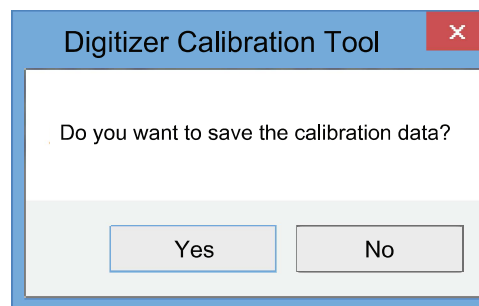 Digitizer Calibration Tool
Do you want to save the calibration data?
Yes
No